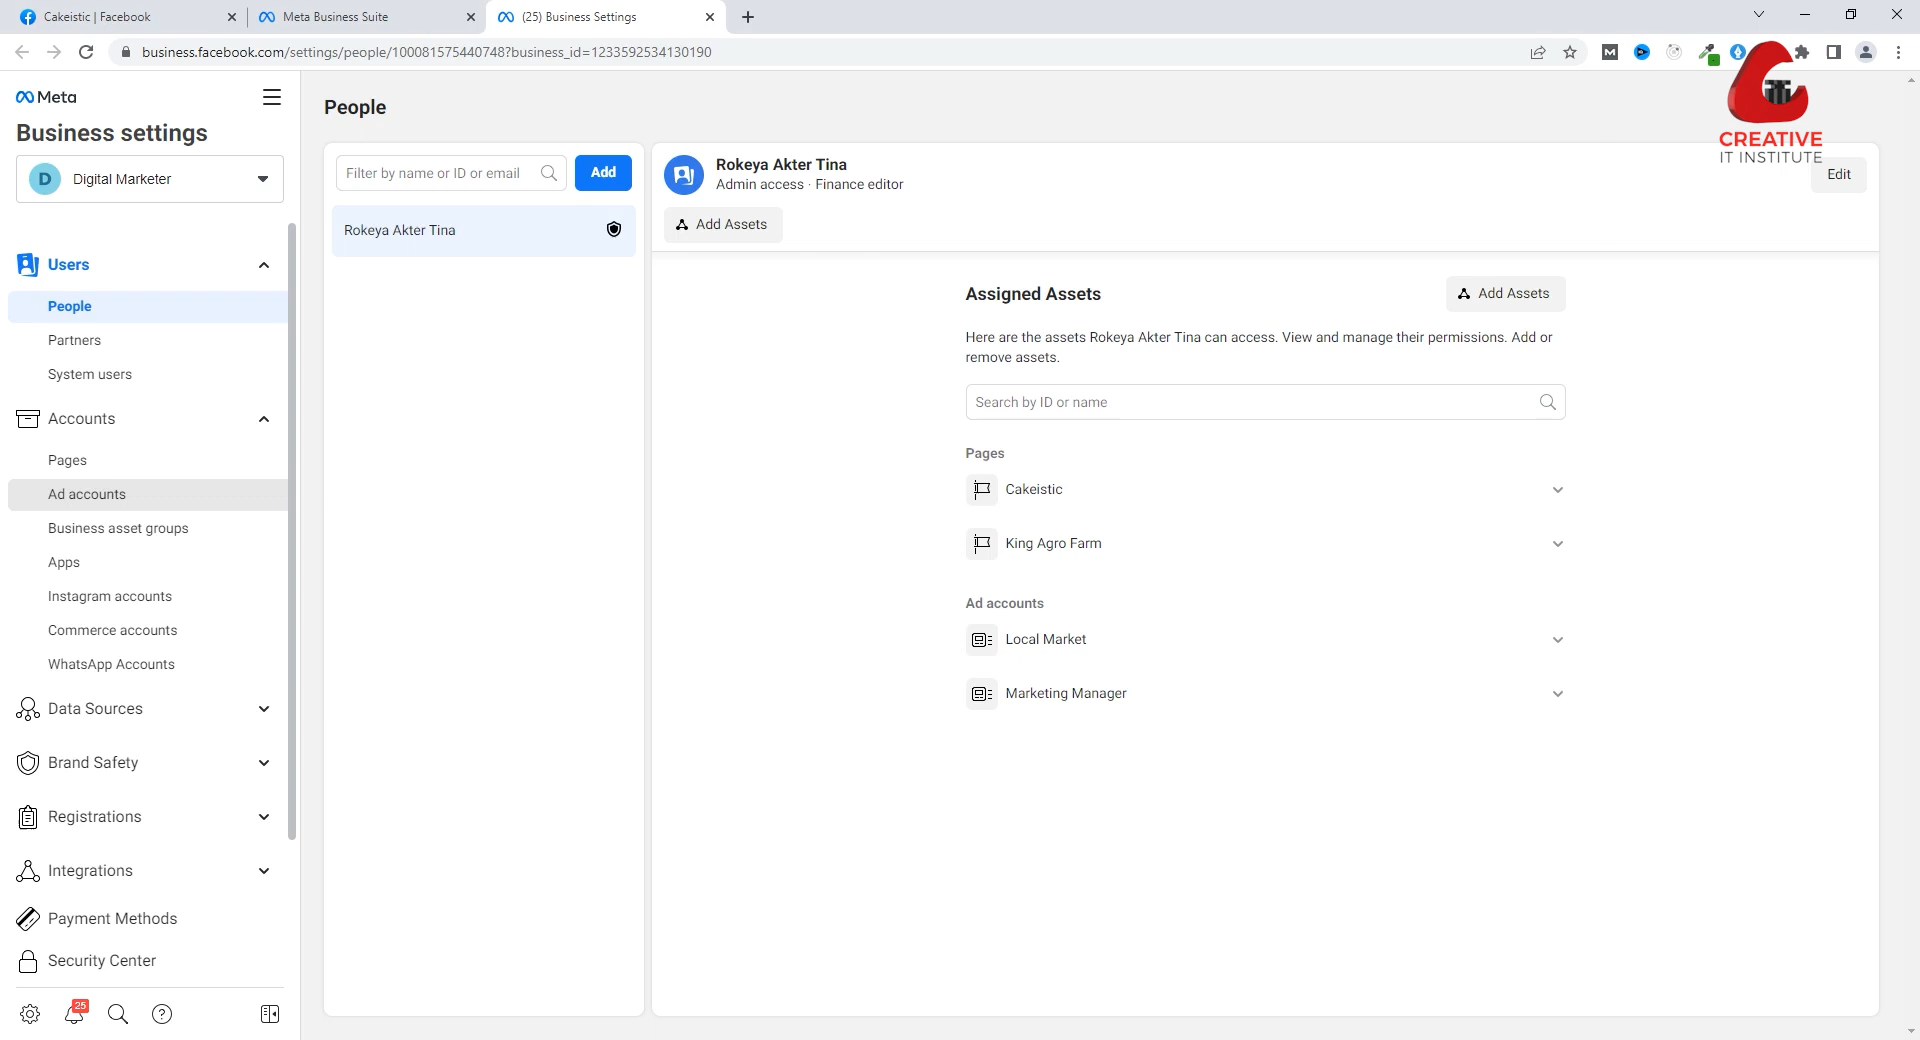 Cakeistic | Facebook
Meta Business Suite
(25) Business Settings
business.facebook.com/settings/people/100081575440748?business_id=1233592534130190
Meta
Business settings
D
Digital Marketer
Users
People
Partners
System users
Accounts
Pages
Ad accounts
Business asset groups
Apps
Instagram accounts
Commerce accounts
WhatsApp Accounts
Data Sources
Brand Safety
Registrations
Integrations
Payment Methods
Security Center
25
People
Filter by name or ID or email
Add
Rokeya Akter Tina
Rokeya Akter Tina
Admin access · Finance editor
Edit
Add Assets
Assigned Assets
Add Assets
Here are the assets Rokeya Akter Tina can access. View and manage their permissions. Add or
remove assets.
Search by ID or name
Pages
Cakeistic
King Agro Farm
Ad accounts
Local Market
Marketing Manager
CREATIVE
IT INSTITUTE